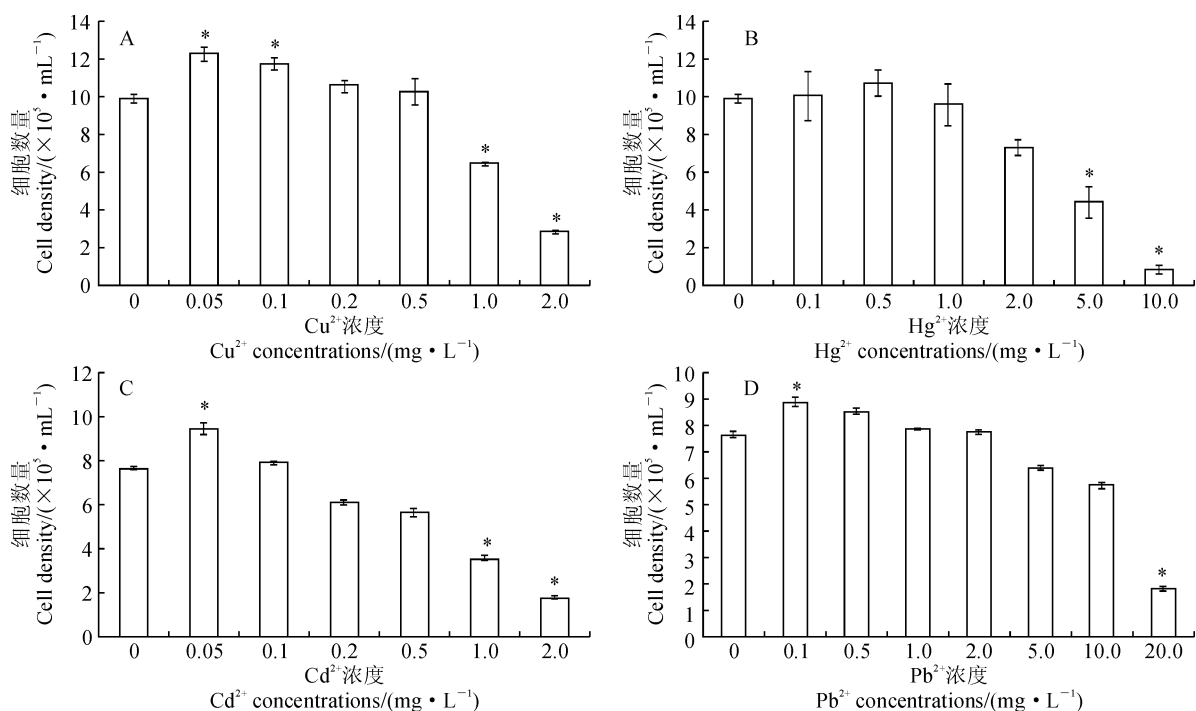 A
细胞数量
Cell density/(×10⁵·mL⁻¹)
14
12
10
8
6
4
2
0
* * * *
0 0.05 0.1 0.2 0.5 1.0 2.0
Cu²⁺浓度
Cu²⁺ concentrations/(mg·L⁻¹)
B
细胞数量
Cell density/(×10⁵·mL⁻¹)
14
12
10
8
6
4
2
0
* *
0 0.1 0.5 1.0 2.0 5.0 10.0
Hg²⁺浓度
Hg²⁺ concentrations/(mg·L⁻¹)
C
细胞数量
Cell density/(×10⁵·mL⁻¹)
12
10
8
6
4
2
0
* * *
0 0.05 0.1 0.2 0.5 1.0 2.0
Cd²⁺浓度
Cd²⁺ concentrations/(mg·L⁻¹)
D
细胞数量
Cell density/(×10⁵·mL⁻¹)
10
9
8
7
6
5
4
3
2
1
0
* *
0 0.1 0.5 1.0 2.0 5.0 10.0 20.0
Pb²⁺浓度
Pb²⁺ concentrations/(mg·L⁻¹)